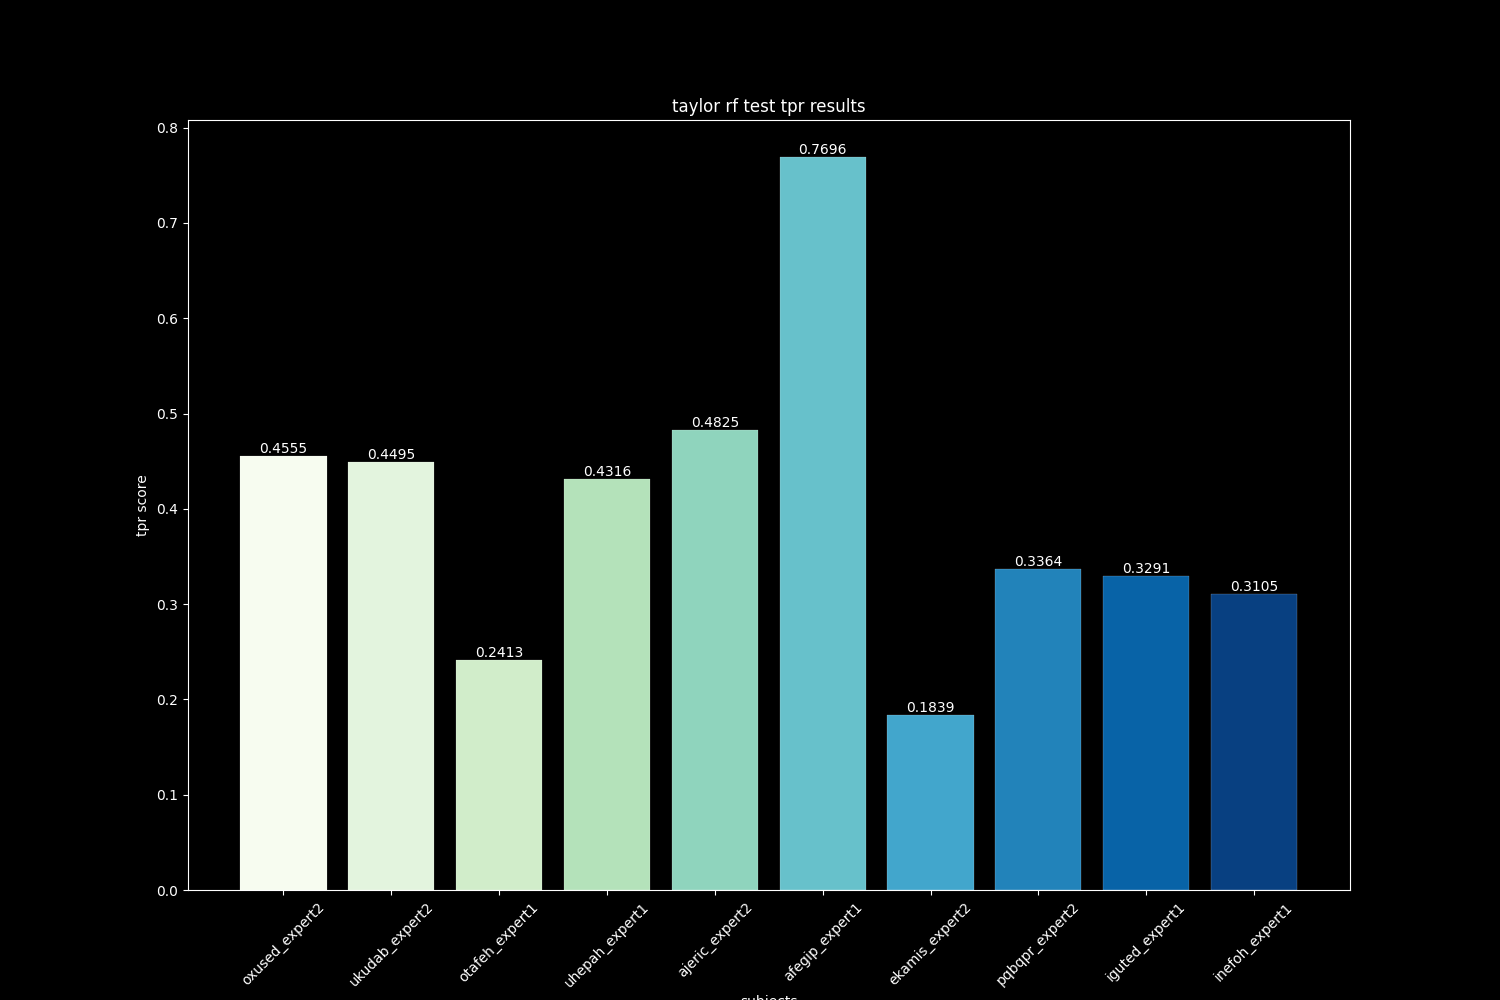 taylor rf test tpr results
0.8
0.7
0.6
0.5
0.4
0.3
0.2
0.1
0.0
tpr score
0.4555
0.4495
0.2413
0.4316
0.4825
0.7696
0.1839
0.3364
0.3291
0.3105
oxused_expert2
ukudab_expert2
otafeh_expert1
uhepah_expert1
ajeric_expert2
afegip_expert1
ekamis_expert2
pqbqpr_expert2
iguted_expert1
inefoh_expert1
subjects